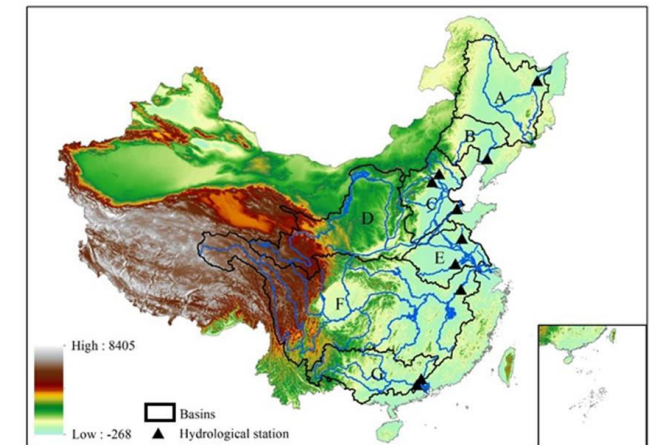 A
B
C
D
E
F
G
High : 8405
Low : -268
Basins
Hydrological station